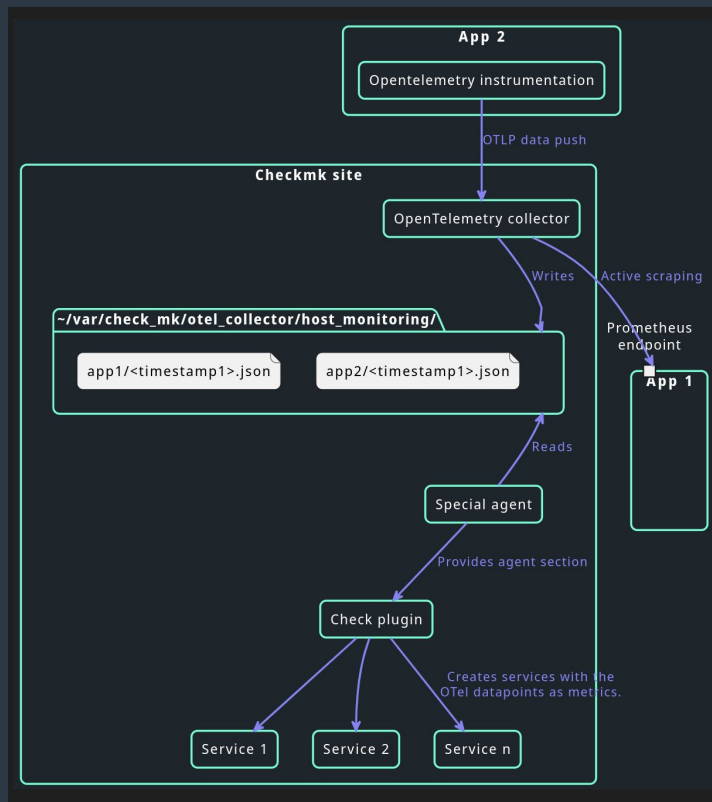 App 2
Opentelemetry instrumentation
OTLP data push
Checkmk site
OpenTelemetry collector
Writes
Active scraping
~/var/check_mk/otel_collector/host_monitoring/
Prometheus
endpoint
app1/<timestamp1>.json
app2/<timestamp1>.json
App 1
Reads
Special agent
Provides agent section
Check plugin
Creates services with the
OTel datapoints as metrics.
Service 1
Service 2
Service n